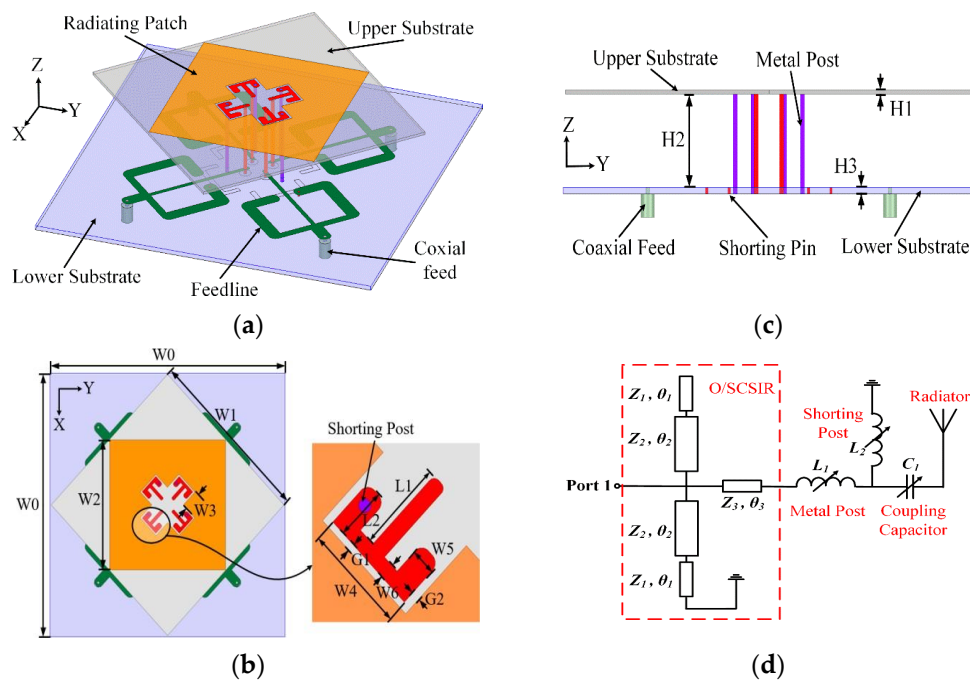 Radiating Patch
Upper Substrate
Z
Y
X
Lower Substrate
Feedline
Coxial
feed
(a)
Upper Substrate
Metal Post
H1
H2
Z
Y
H3
Coaxial Feed
Shorting Pin
Lower Substrate
(c)
W0
Y
X
W1
W0
W2
W3
Shorting Post
L1
L2
G1
W5
W4
W6
G2
(b)
O/SCSIR
Z1, θ1
Z2, θ2
Port 1
Z3, θ3
Z2, θ2
Z1, θ1
Shorting
Post
L2
Radiator
L1
C1
Metal Post
Coupling
Capacitor
(d)